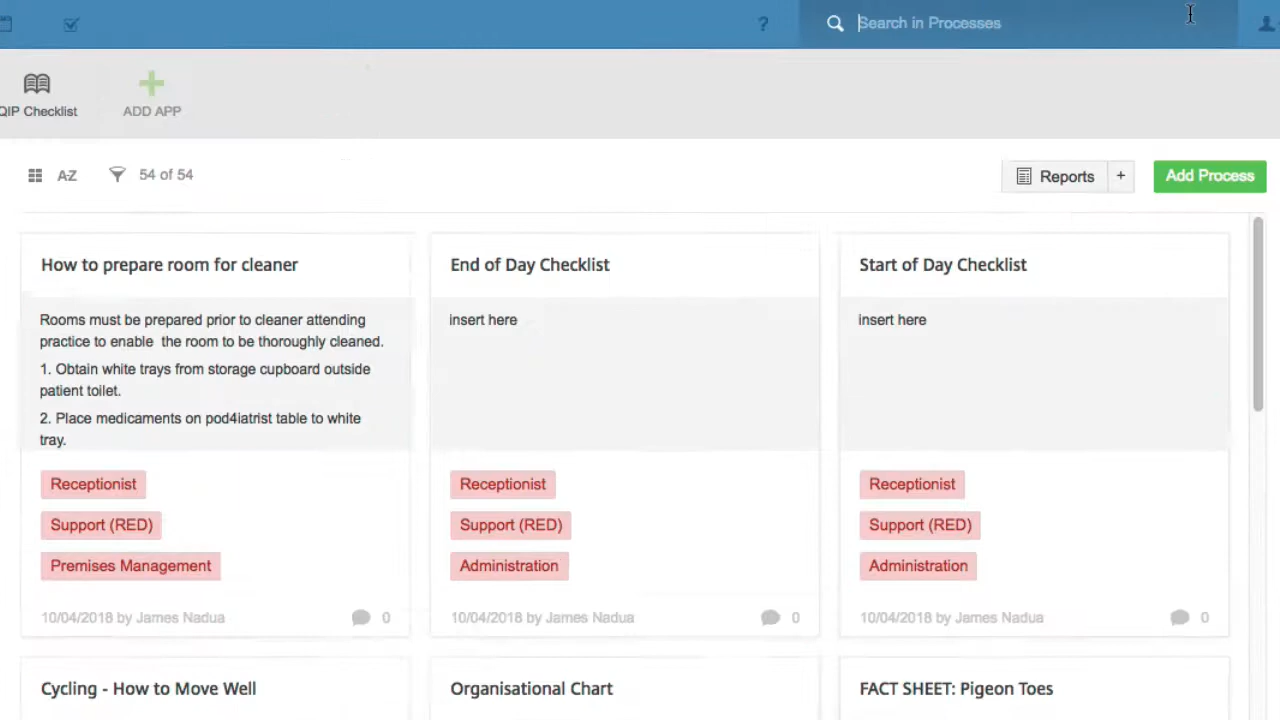 ?
Search in Processes
QIP Checklist
ADD APP
A-Z
54 of 54
Reports
+
Add Process
How to prepare room for cleaner
Rooms must be prepared prior to cleaner attending
practice to enable the room to be thoroughly cleaned.
1. Obtain white trays from storage cupboard outside
patient toilet.
2. Place medicaments on pod4iatrist table to white
tray.
Receptionist
Support (RED)
Premises Management
10/04/2018 by James Nadua
0
End of Day Checklist
insert here
Receptionist
Support (RED)
Administration
10/04/2018 by James Nadua
0
Start of Day Checklist
insert here
Receptionist
Support (RED)
Administration
10/04/2018 by James Nadua
0
Cycling - How to Move Well
Organisational Chart
FACT SHEET: Pigeon Toes